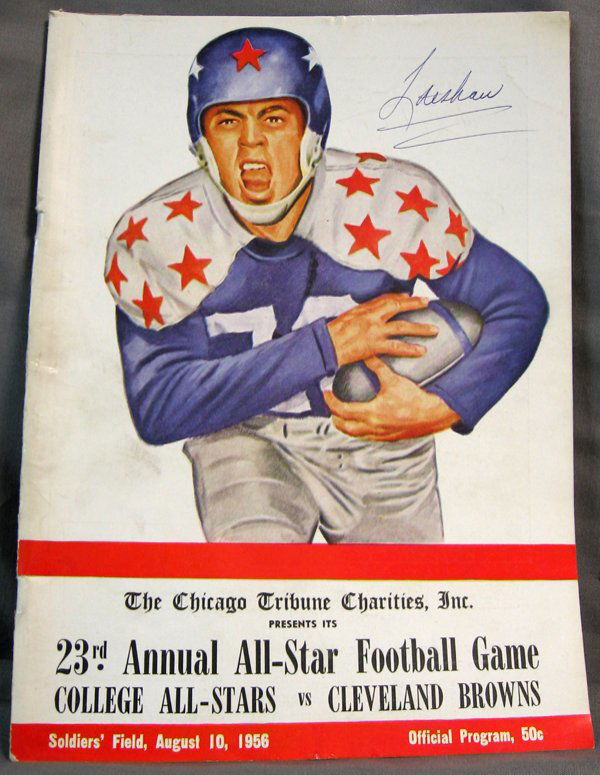 The Chicago Tribune Charities, Inc.
PRESENTS ITS
23rd Annual All-Star Football Game
COLLEGE ALL-STARS vs CLEVELAND BROWNS
Soldiers' Field, August 10, 1956 Official Program, 50c